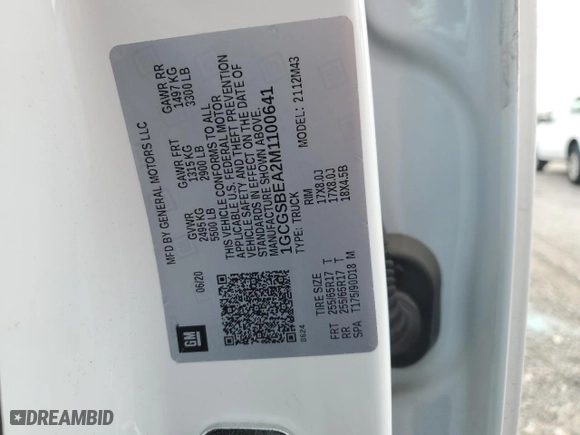 MFD BY GENERAL MOTORS LLC
06/20
GVWR
2495 KG
5500 LB
GAWR FRT
1315 KG
2900 LB
GAWR RR
1497 KG
3300 LB
THIS VEHICLE CONFORMS TO ALL
APPLICABLE U.S. FEDERAL MOTOR
VEHICLE SAFETY AND THEFT PREVENTION
STANDARDS IN EFFECT ON THE DATE OF
MANUFACTURE SHOWN ABOVE.
1GCGSBEA2M1100641
TYPE: TRUCK
MODEL: 2112M43
GM
0624
TIRE SIZE
RIM
FRT 255/65R17 T 17X8.0J
RR 255/65R17 T 17X8.0J
SPA T175/90D18 M 18X4.5B
DREAMBID